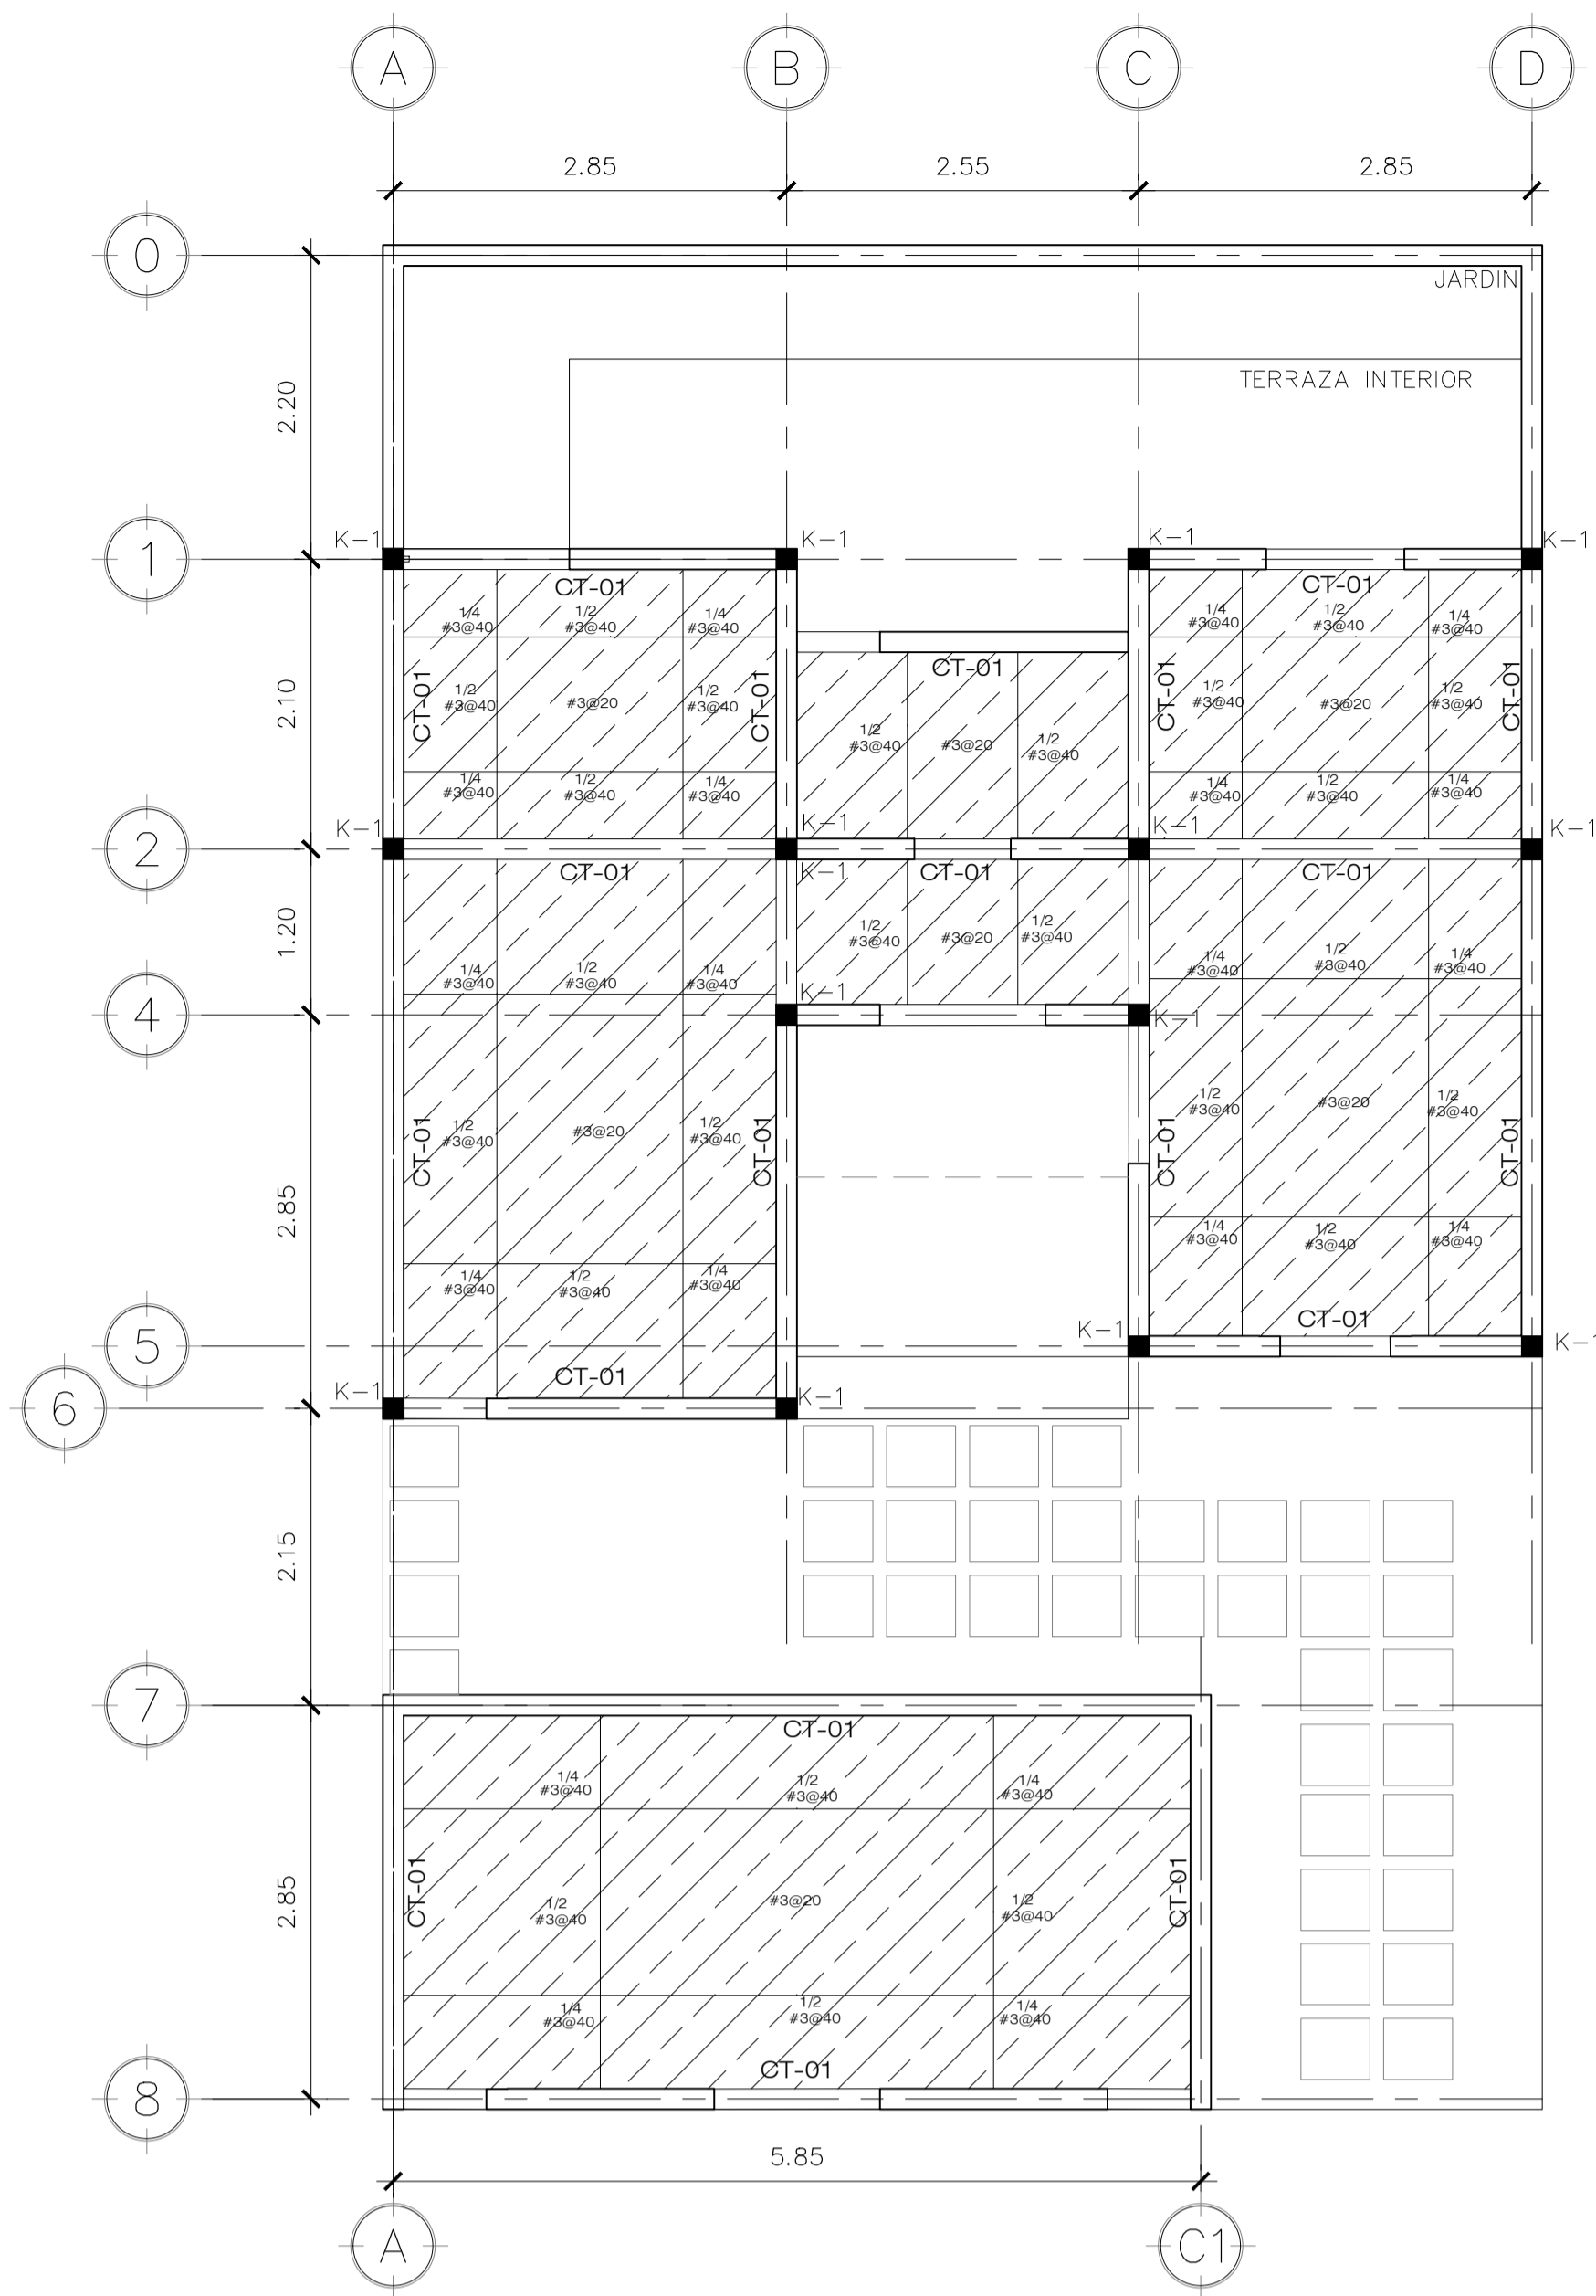 A B C D
2.85 2.55 2.85
0
JARDIN
TERRAZA INTERIOR
2.20
1
K-1 K-1 K-1 K-1
CT-01 CT-01
1/4 1/2 1/4 1/4 1/2 1/4
#3@40 #3@40 #3@40 #3@40 #3@40 #3@40
CT-01
CT-01 CT-01 CT-01 CT-01
2.10
1/2 1/2 1/2 1/2
#3@40 #3@20 #3@40 #3@40 #3@20 #3@40
1/2 1/2
#3@40 #3@20 #3@40
1/4 1/2 1/4 1/4 1/2 1/4
#3@40 #3@40 #3@40 #3@40 #3@40 #3@40
K-1 K-1 K-1 K-1
2
CT-01 K-1 CT-01 CT-01
1.20
1/2 1/2
#3@40 #3@20 #3@40
1/4 1/2 1/4 1/4 1/2 1/4
#3@40 #3@40 #3@40 #3@40 #3@40 #3@40
K-1
4
K-1
1/2 1/2
#3@40 #3@20 #3@40
1/2 1/2
#3@40 #3@20 #3@40
CT-01 CT-01 CT-01 CT-01
2.85
1/4 1/2 1/4
#3@40 #3@40 #3@40
1/4 1/2 1/4
#3@40 #3@40 #3@40
CT-01
5
K-1 K-1
CT-01
6
K-1 K-1
2.15
7
CT-01
1/4 1/2 1/4
#3@40 #3@40 #3@40
CT-01 CT-01
2.85
1/2 #3@20 1/2
#3@40 #3@40
1/4 1/2 1/4
#3@40 #3@40 #3@40
CT-01
8
5.85
A C1